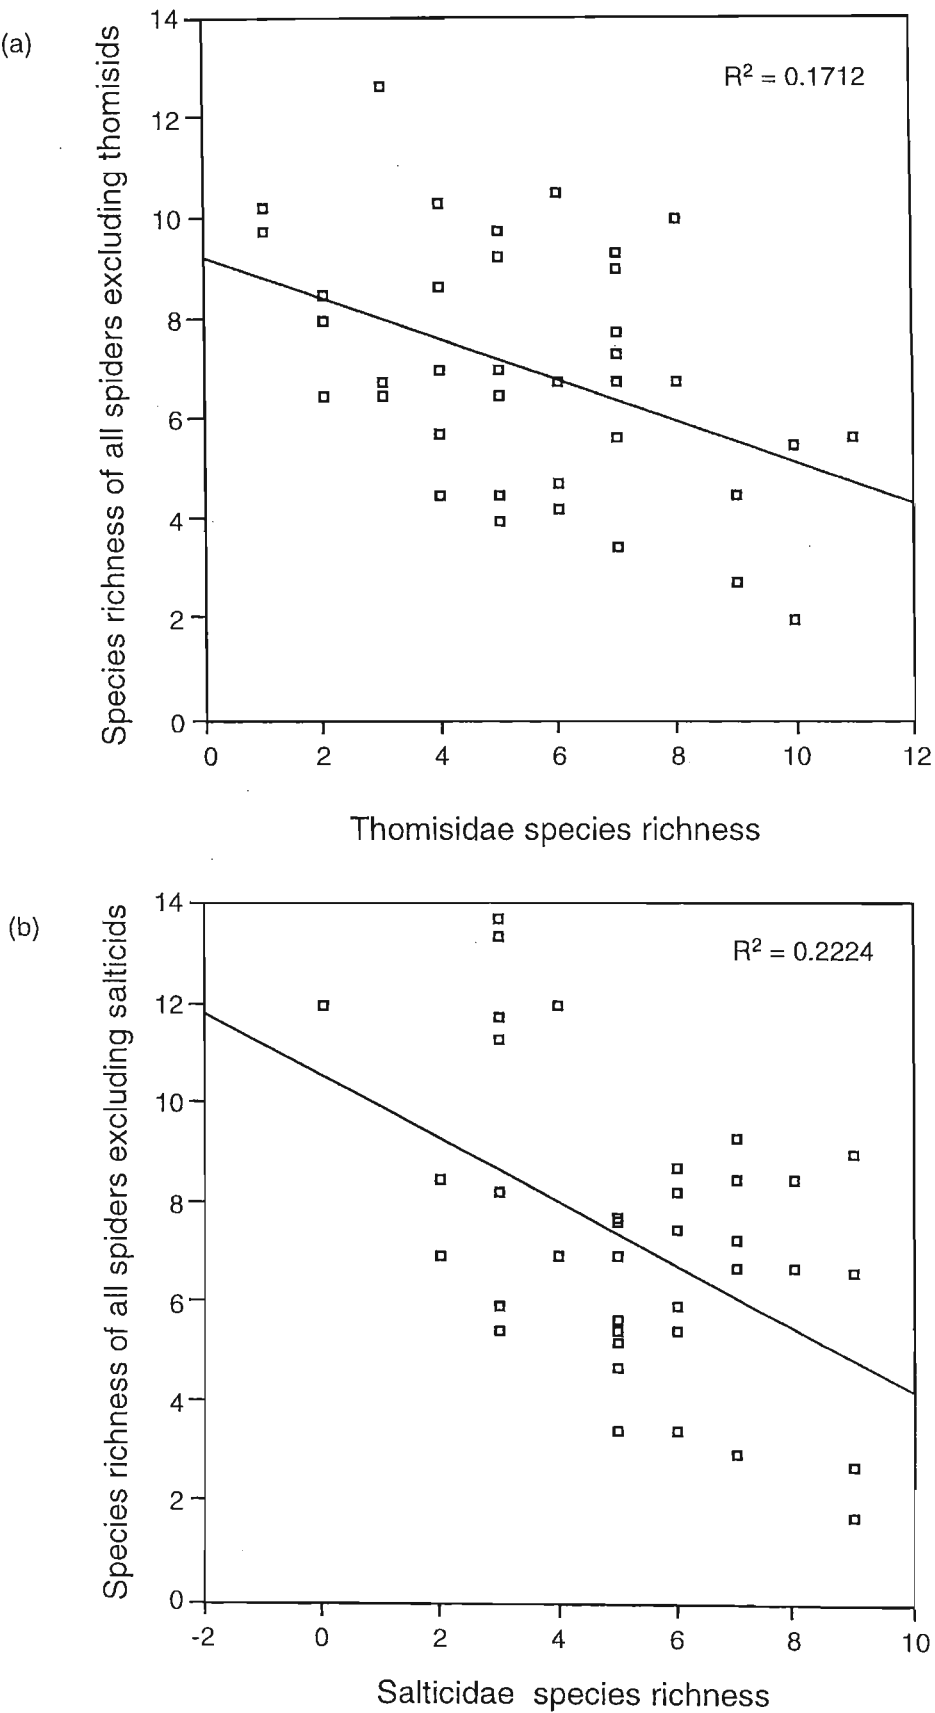 (a)
Species richness of all spiders excluding thomisids
14
12
10
8
6
4
2
0
R² = 0.1712
0 2 4 6 8 10 12
Thomisidae species richness
(b)
Species richness of all spiders excluding salticids
14
12
10
8
6
4
2
0
R² = 0.2224
-2 0 2 4 6 8 10
Salticidae species richness